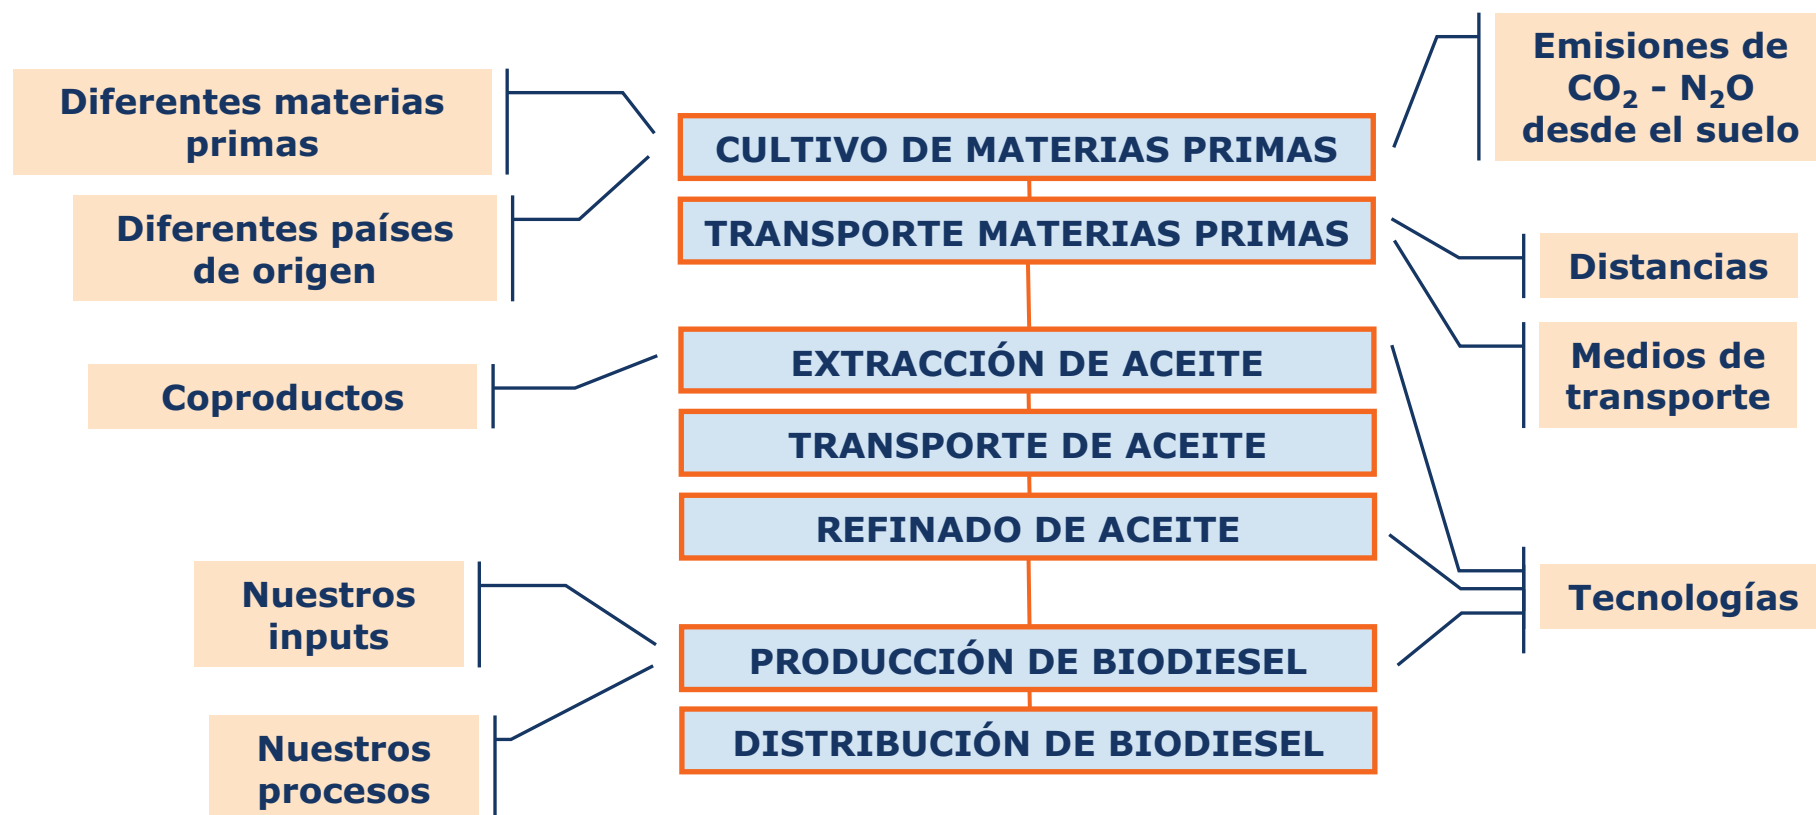 Diferentes materias
primas
Diferentes países
de origen
Coproductos
Nuestros
inputs
Nuestros
procesos
CULTIVO DE MATERIAS PRIMAS
TRANSPORTE MATERIAS PRIMAS
EXTRACCIÓN DE ACEITE
TRANSPORTE DE ACEITE
REFINADO DE ACEITE
PRODUCCIÓN DE BIODIESEL
DISTRIBUCIÓN DE BIODIESEL
Emisiones de
CO₂ - N₂O
desde el suelo
Distancias
Medios de
transporte
Tecnologías